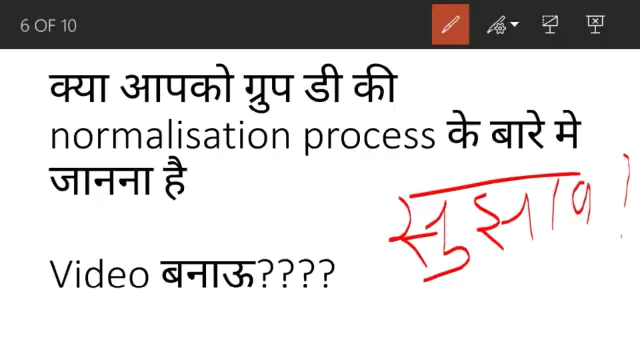 6 OF 10
क्या आपको ग्रुप डी की
normalisation process के बारे मे
जानना है
सुझाव ?
Video बनाऊ????